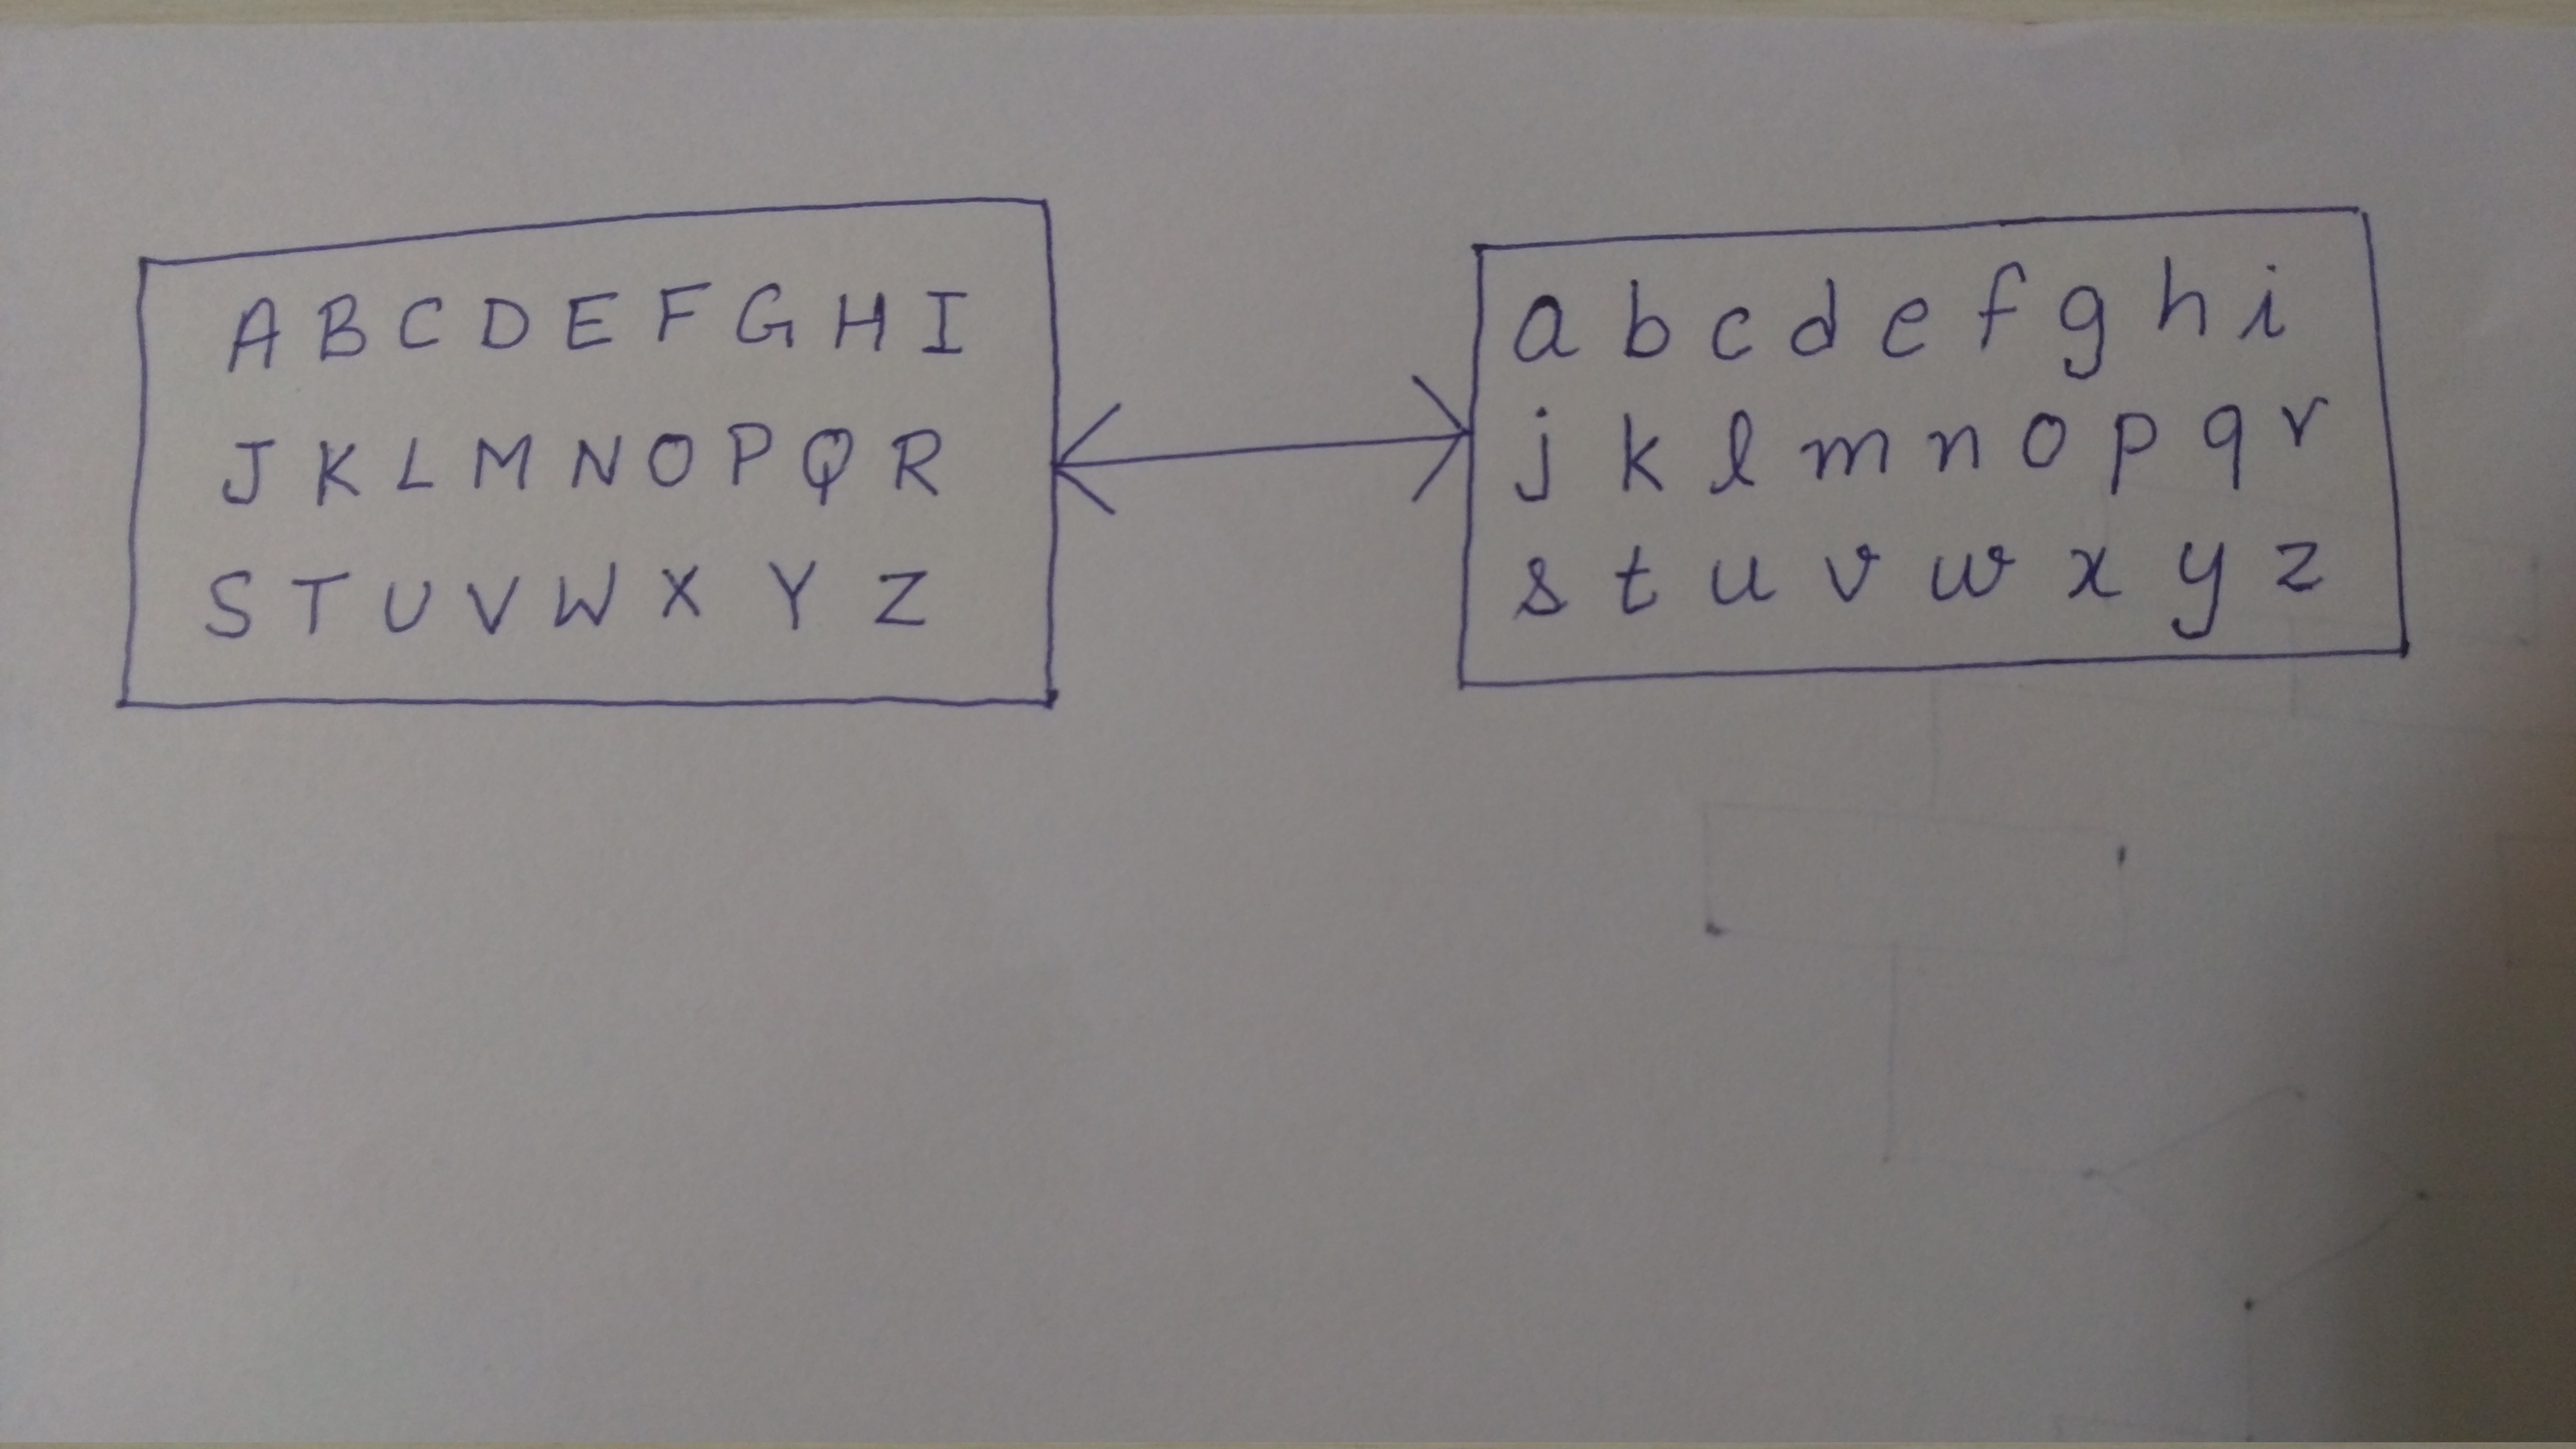 A B C D E F G H I
J K L M N O P Q R
S T U V W X Y Z
a b c d e f g h i
j k l m n o p q r
s t u v w x y z